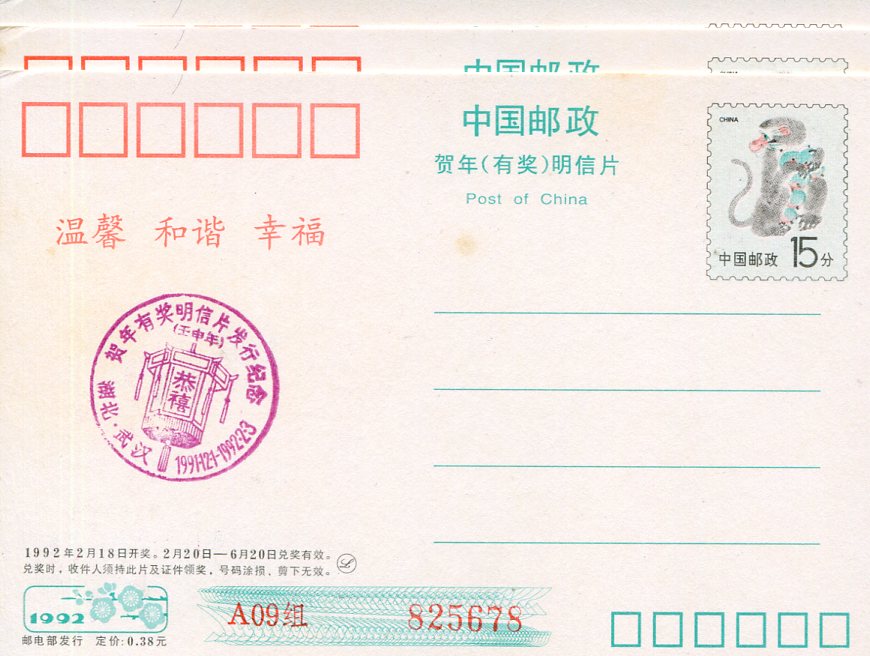 中国邮政
中国邮政
贺年(有奖)明信片
Post of China
CHINA
中国邮政 15分
温馨 和谐 幸福
贺年有奖明信片发行纪念
(壬申年)
恭禧
湖北·武汉
1991·12·1-1992·2·3
1992年2月18日开奖。2月20日—6月20日兑奖有效。
兑奖时,收件人须持此片及证件领奖,号码涂损、剪下无效。
1992
A09组 825678
邮电部发行 定价:0.38元